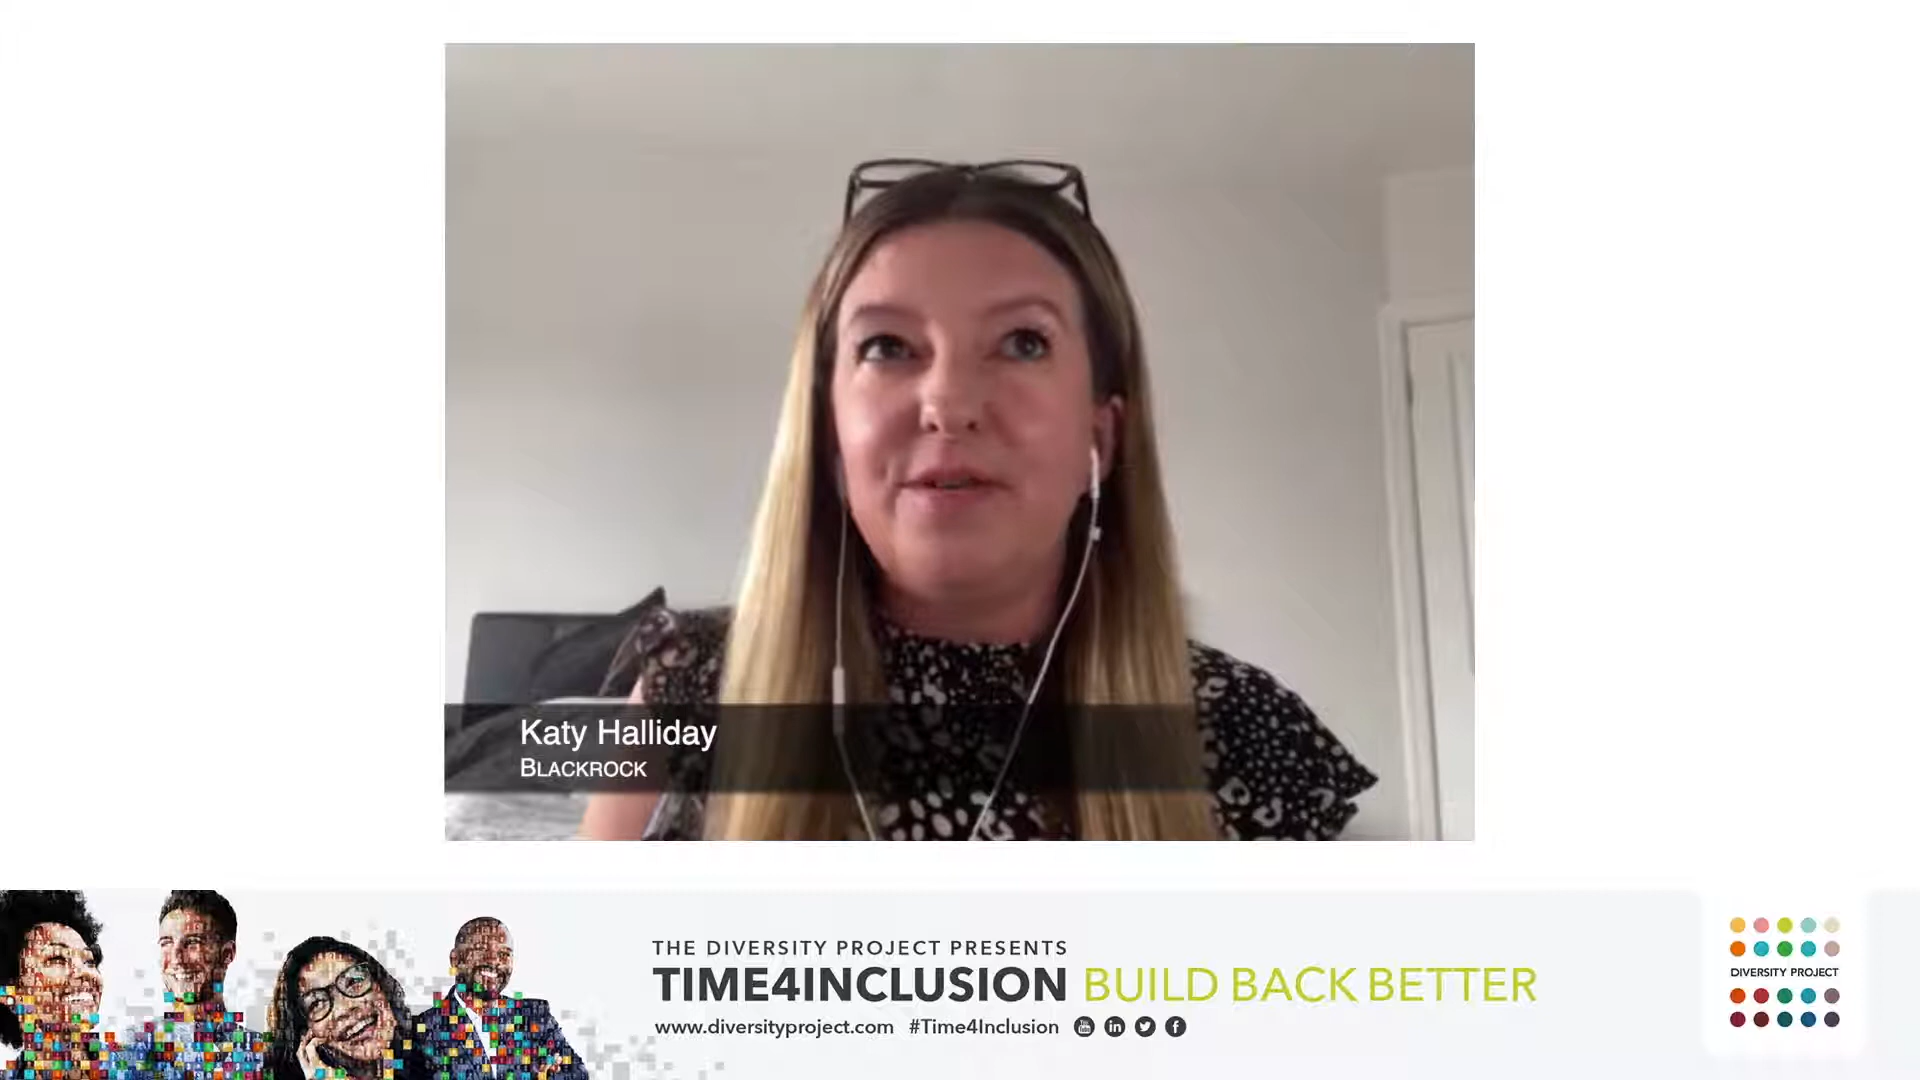 Katy Halliday
BLACKROCK
THE DIVERSITY PROJECT PRESENTS
TIME4INCLUSION BUILD BACK BETTER
www.diversityproject.com #Time4Inclusion
DIVERSITY PROJECT